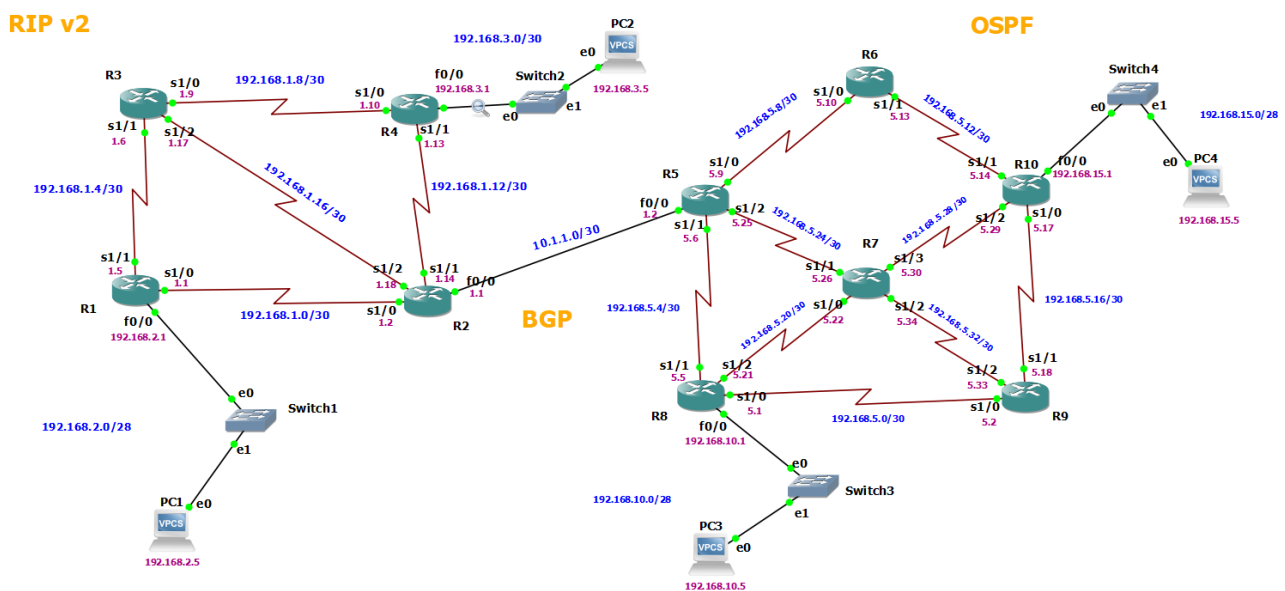 RIP v2
OSPF
BGP
192.168.3.0/30
PC2
VPCS
e0
192.168.3.5
Switch2
e1
e0
f0/0
192.168.3.1
R3
s1/0
1.9
192.168.1.8/30
s1/0
1.10
R4
s1/1
1.13
s1/1
1.6
s1/2
1.17
192.168.1.4/30
192.168.1.16/30
192.168.1.12/30
s1/1
1.5
s1/0
1.1
R1
f0/0
192.168.2.1
192.168.1.0/30
s1/2
1.18
s1/1
1.14
f0/0
1.1
s1/0
1.2
R2
10.1.1.0/30
e0
Switch1
e1
192.168.2.0/28
PC1
e0
VPCS
192.168.2.5
R6
s1/0
5.10
s1/1
5.13
192.168.5.8/30
192.168.5.12/30
Switch4
e0
e1
192.168.15.0/28
e0
PC4
VPCS
192.168.15.5
R5
s1/0
5.9
f0/0
1.2
s1/1
5.6
s1/2
5.25
192.168.5.24/30
192.168.5.28/30
s1/1
5.14
R10
f0/0
192.168.15.1
s1/2
5.29
s1/0
5.17
R7
s1/1
5.26
s1/3
5.30
s1/0
5.22
s1/2
5.34
192.168.5.4/30
192.168.5.20/30
192.168.5.32/30
192.168.5.16/30
s1/1
5.5
s1/2
5.21
s1/0
5.1
R8
f0/0
192.168.10.1
192.168.5.0/30
s1/2
5.33
s1/1
5.18
s1/0
5.2
R9
e0
Switch3
e1
192.168.10.0/28
PC3
e0
VPCS
192.168.10.5